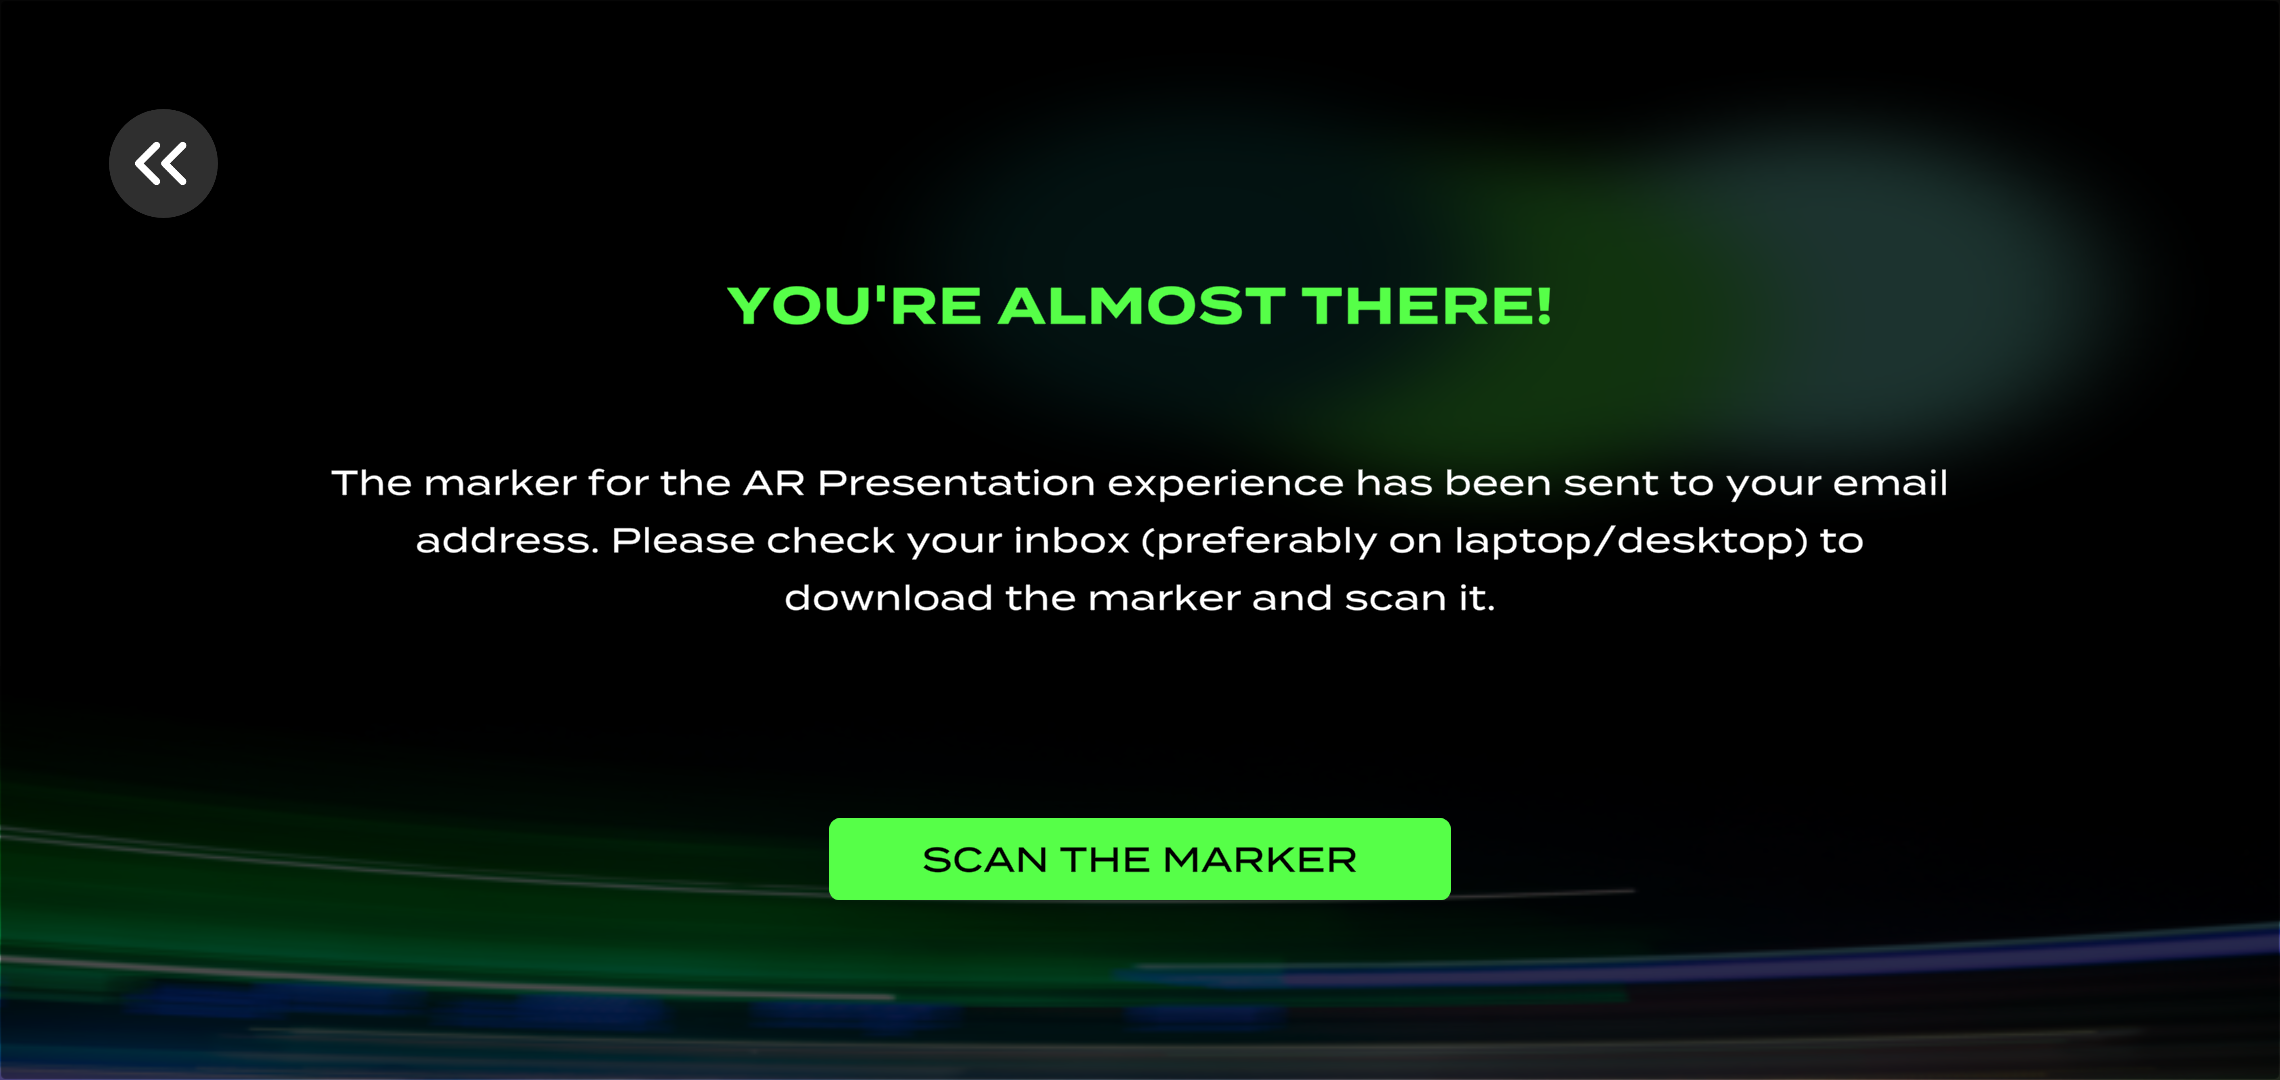 YOU'RE ALMOST THERE!
The marker for the AR Presentation experience has been sent to your email
address. Please check your inbox (preferably on laptop/desktop) to
download the marker and scan it.
SCAN THE MARKER